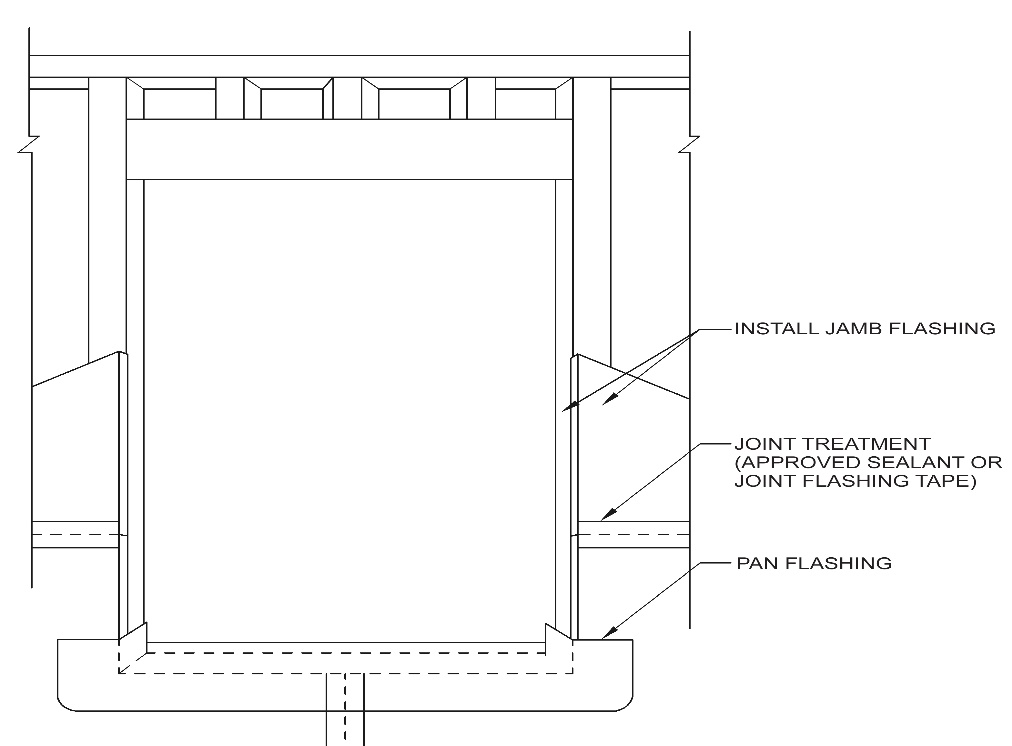 INSTALL JAMB FLASHING
JOINT TREATMENT
(APPROVED SEALANT OR
JOINT FLASHING TAPE)
PAN FLASHING